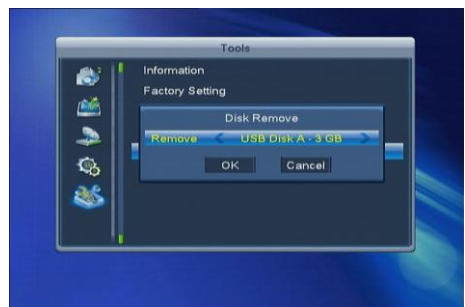 Tools
Information
Factory Setting
Disk Remove
Remove USB Disk A - 3 GB
OK Cancel